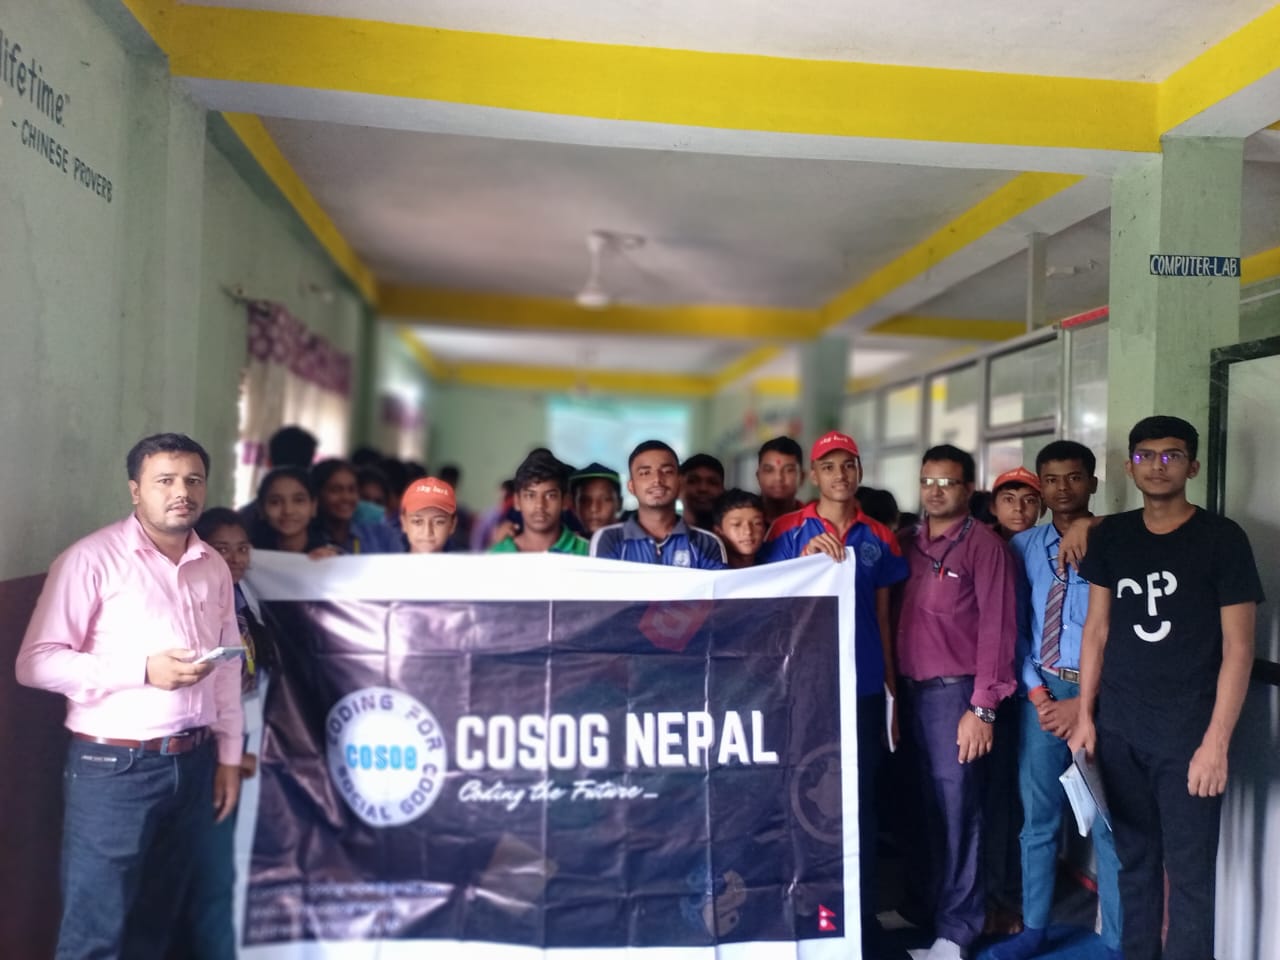 lifetime."
- CHINESE PROVERB
COMPUTER-LAB
CODING FOR
COSOG
SOCIAL GOOD
COSOG NEPAL
Coding the Future_